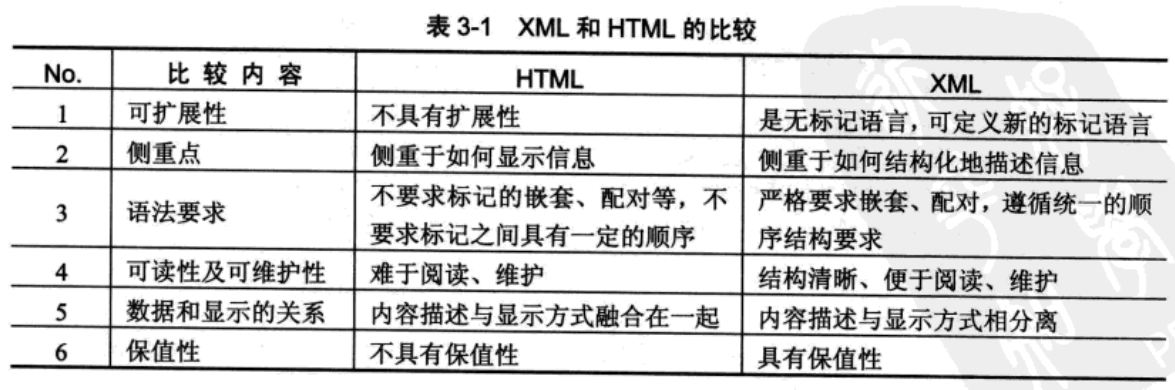 表 3-1 XML 和 HTML 的比较
No. 比较内容 HTML XML
1 可扩展性 不具有扩展性 是无标记语言，可定义新的标记语言
2 侧重点 侧重于如何显示信息 侧重于如何结构化地描述信息
3 语法要求 不要求标记的嵌套、配对等，不要求标记之间具有一定的顺序 严格要求嵌套、配对，遵循统一的顺序结构要求
4 可读性及可维护性 难于阅读、维护 结构清晰、便于阅读、维护
5 数据和显示的关系 内容描述与显示方式融合在一起 内容描述与显示方式相分离
6 保值性 不具有保值性 具有保值性